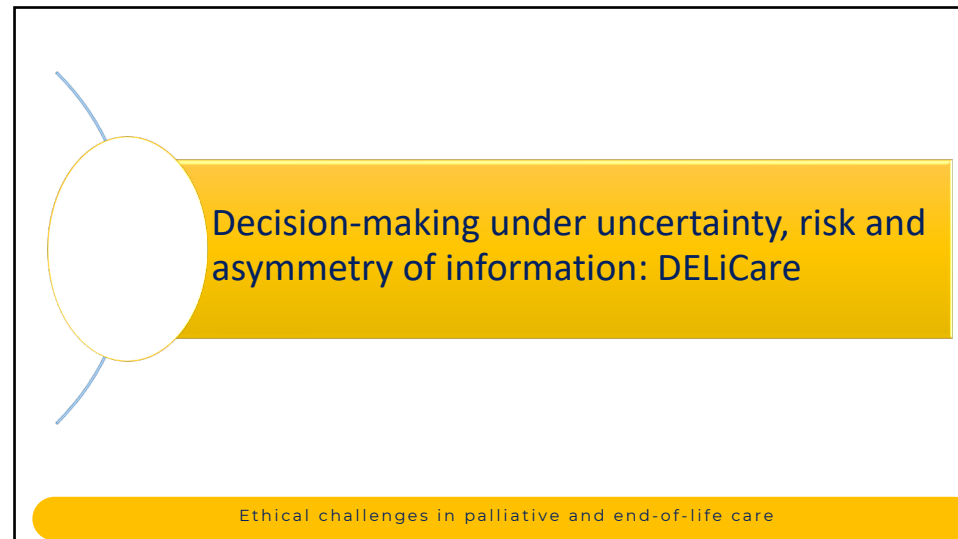 Decision-making under uncertainty, risk and
asymmetry of information: DELiCare
Ethical challenges in palliative and end-of-life care